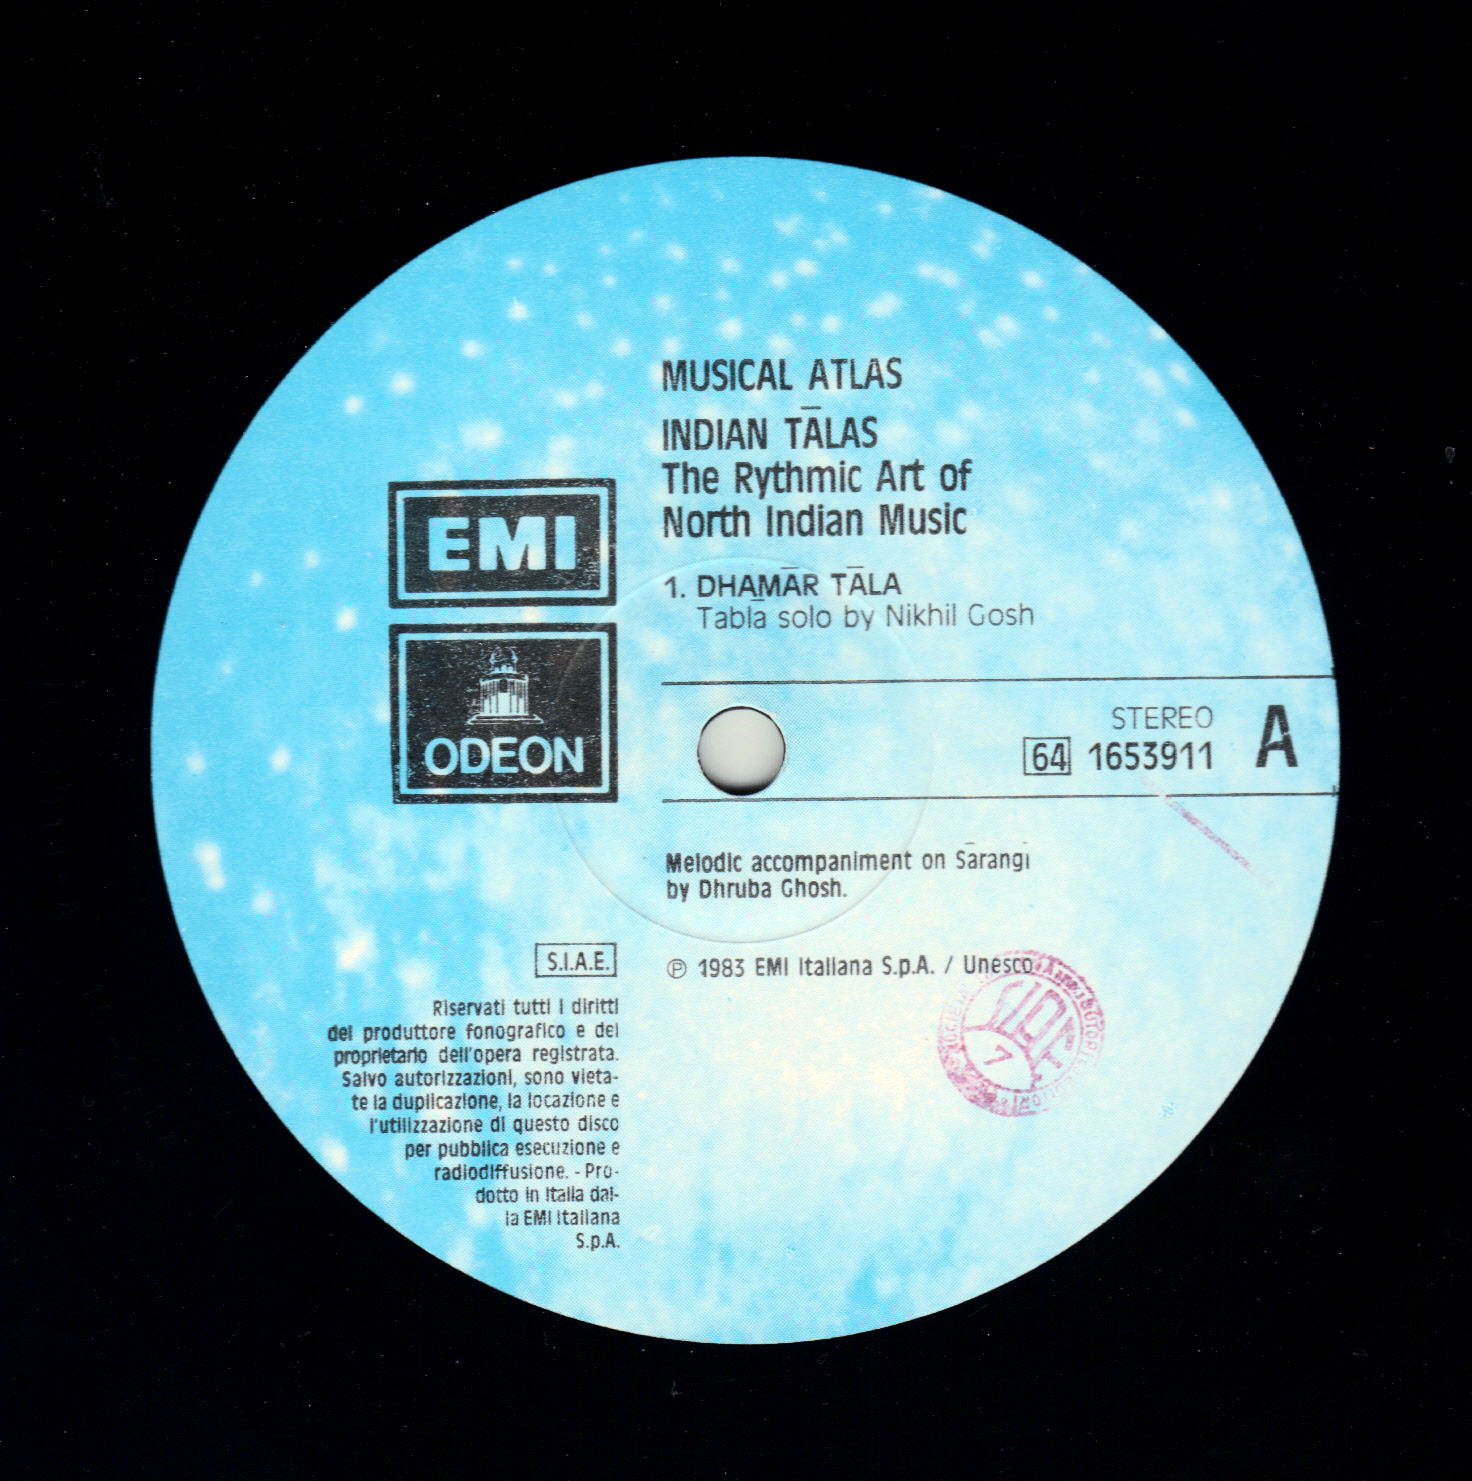 MUSICAL ATLAS
INDIAN TĀLAS
The Rythmic Art of
North Indian Music
1. DHAMĀR TĀLA
Tablā solo by Nikhil Gosh
EMI
ODEON
STEREO
64 1653911 A
Melodic accompaniment on Sārangī
by Dhruba Ghosh.
℗ 1983 EMI Italiana S.p.A. / Unesco
S.I.A.E.
Riservati tutti i diritti
del produttore fonografico e del
proprietario dell'opera registrata.
Salvo autorizzazioni, sono vieta-
te la duplicazione, la locazione e
l'utilizzazione di questo disco
per pubblica esecuzione e
radiodiffusione. - Pro-
dotto in Italia dal-
la EMI Italiana
S.p.A.
7